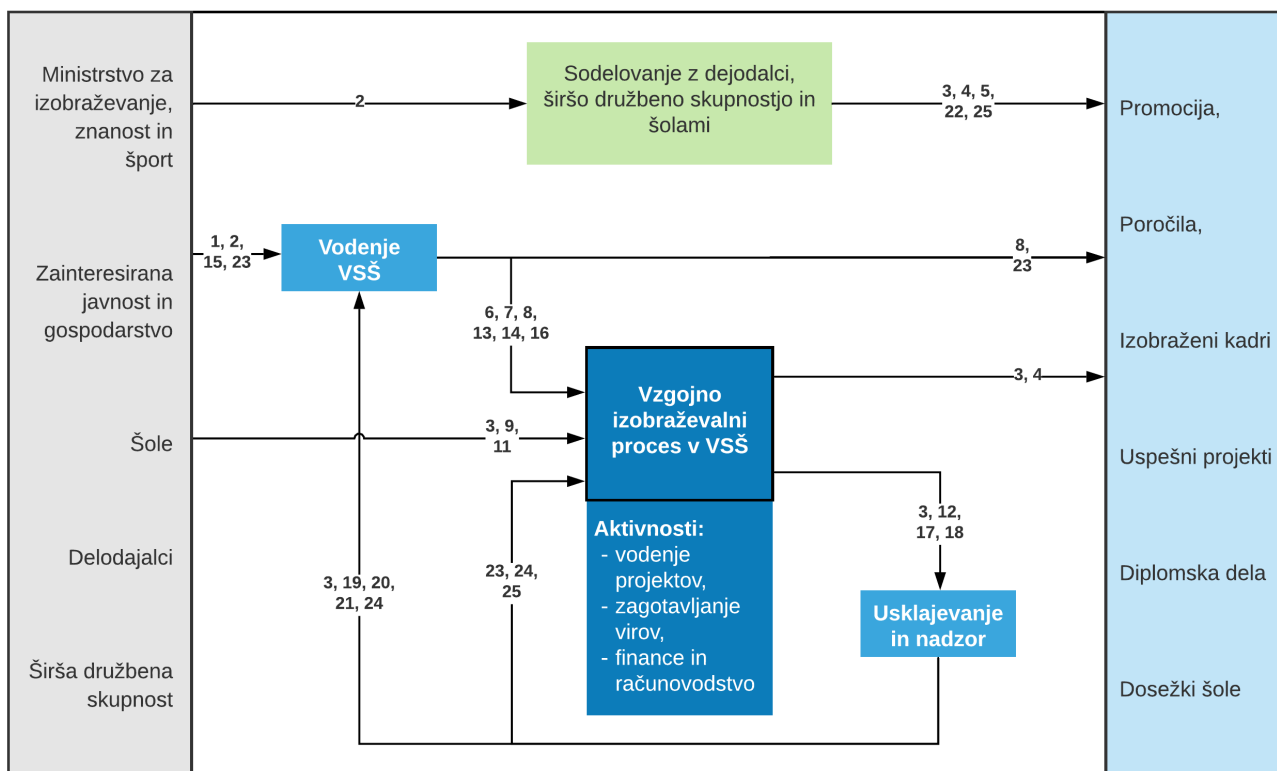 Ministrstvo za
izobraževanje,
znanost in
šport
Zainteresirana
javnost in
gospodarstvo
Šole
Delodajalci
Širša družbena
skupnost
2
Sodelovanje z dejodalci,
širšo družbeno skupnostjo in
šolami
3, 4, 5,
22, 25
1, 2,
15, 23
Vodenje
VSŠ
8,
23
6, 7, 8,
13, 14, 16
Vzgojno
izobraževalni
proces v VSŠ
3, 4
3, 9,
11
Aktivnosti:
- vodenje
projektov,
- zagotavljanje
virov,
- finance in
računovodstvo
3, 12,
17, 18
3, 19, 20,
21, 24
23, 24,
25
Usklajevanje
in nadzor
Promocija,
Poročila,
Izobraženi kadri
Uspešni projekti
Diplomska dela
Dosežki šole